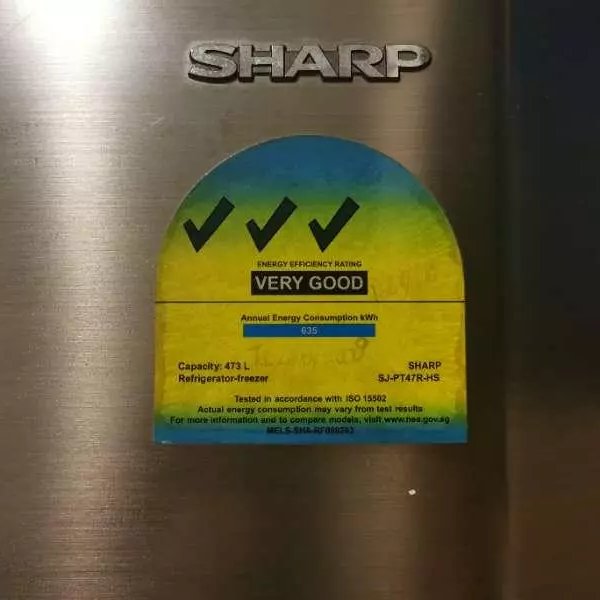 SHARP
ENERGY EFFICIENCY RATING
VERY GOOD
Annual Energy Consumption kWh
635
Capacity: 473 L SHARP
Refrigerator-freezer SJ-PT47R-HS
Tested in accordance with ISO 15502
Actual energy consumption may vary from test results
For more information and to compare models, visit www.nea.gov.sg